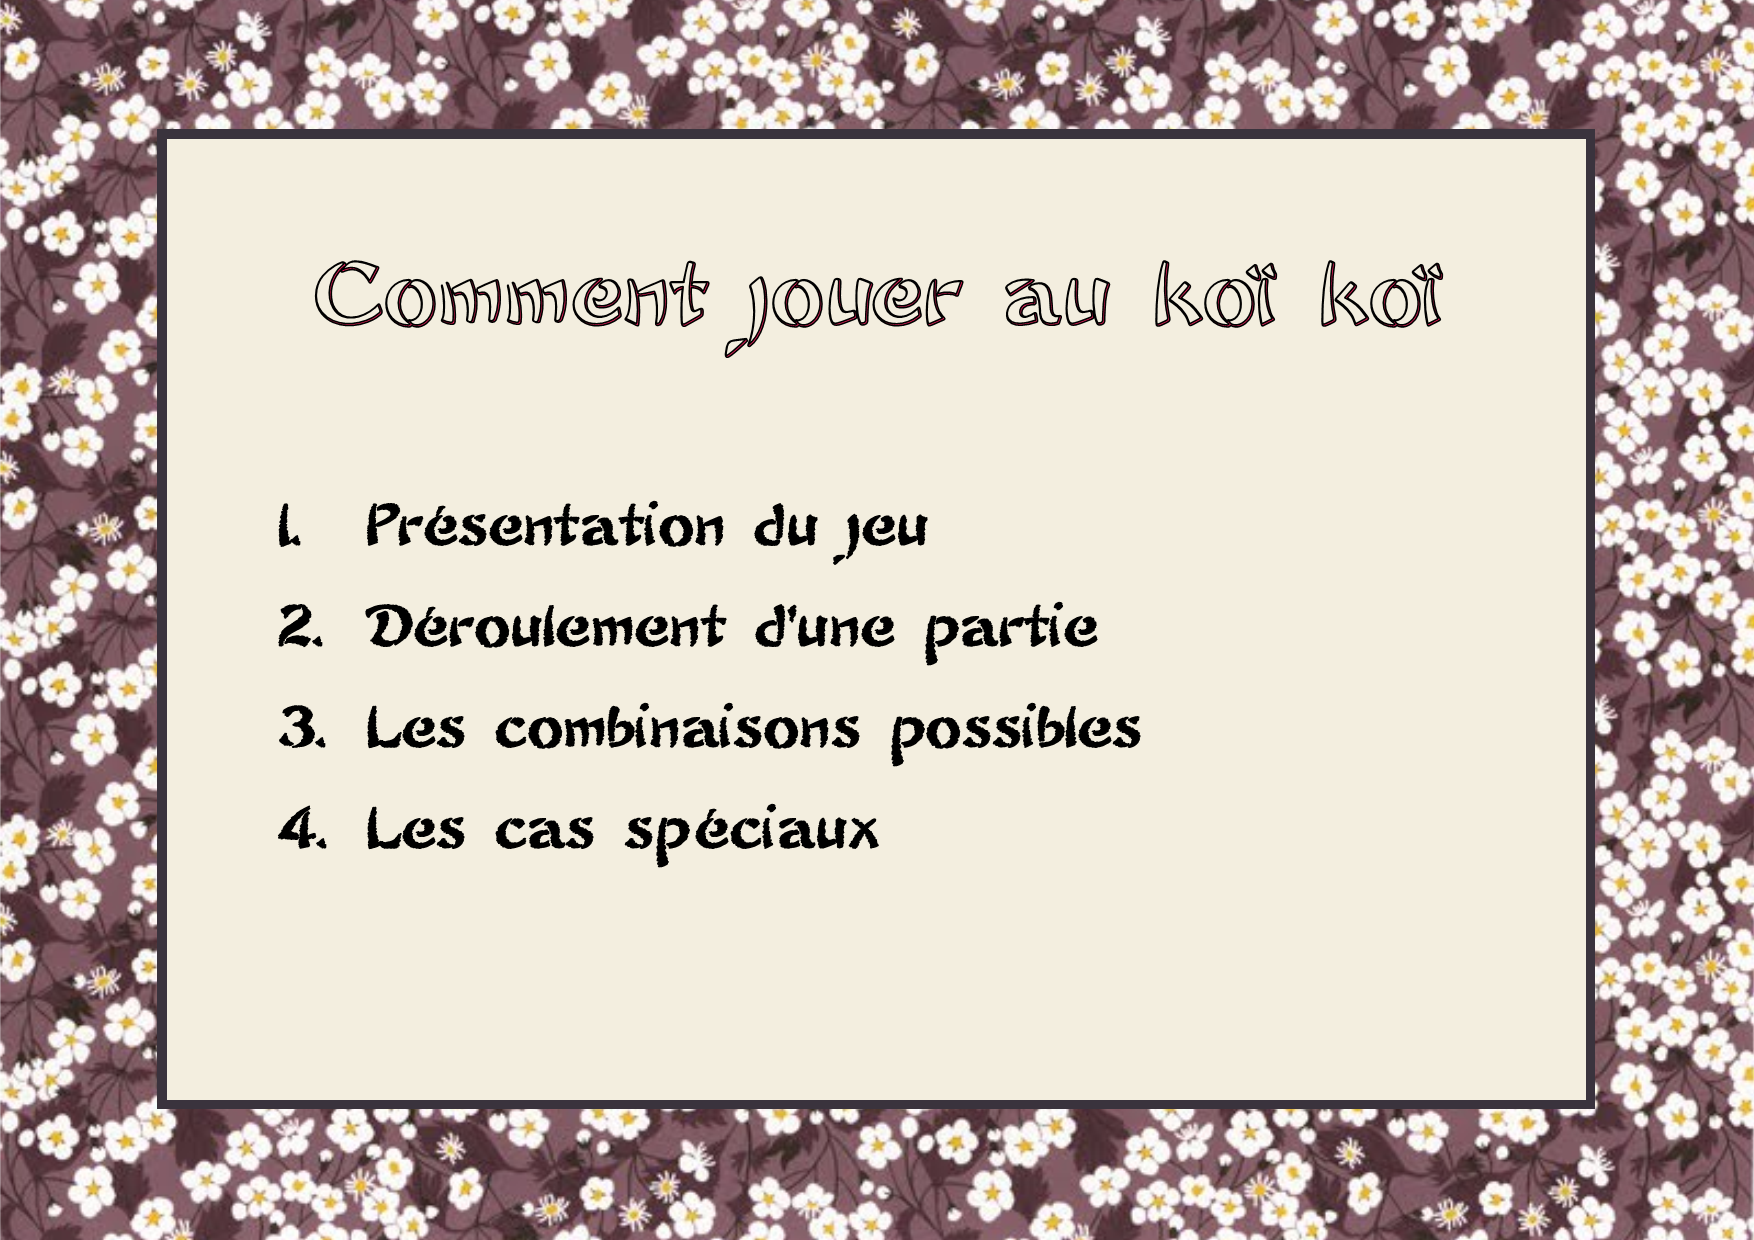 Comment jouer au koï koï
1. Présentation du jeu
2. Déroulement d'une partie
3. Les combinaisons possibles
4. Les cas spéciaux